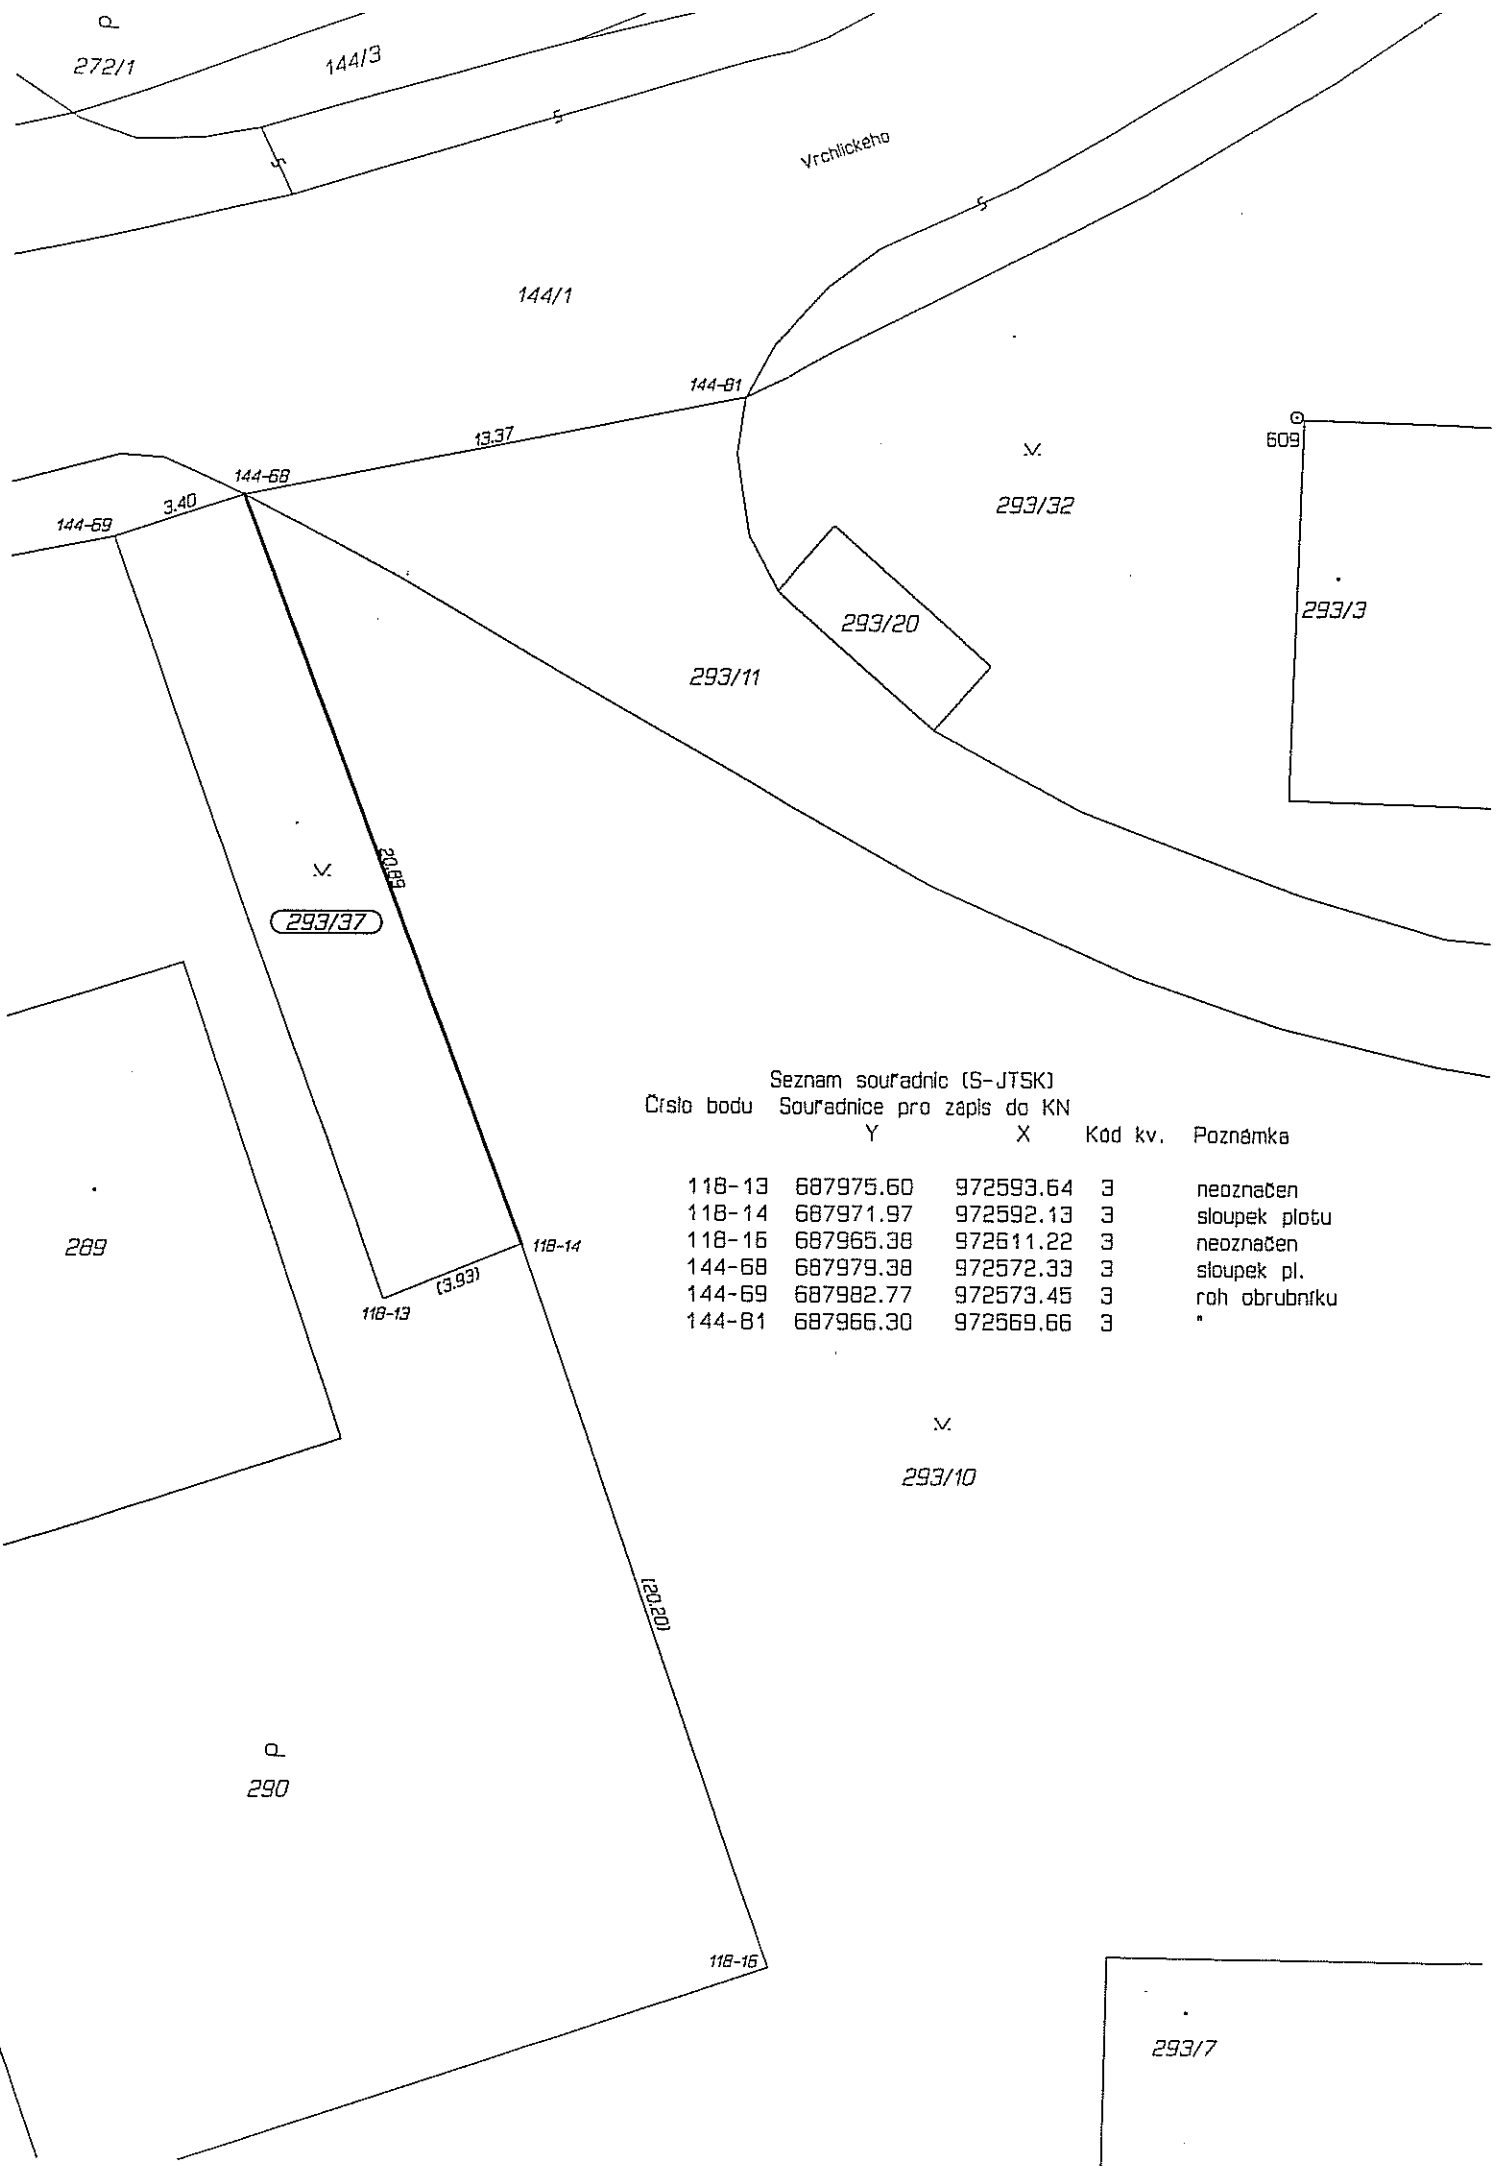 272/1
144/3
S
S
Vrchlického
S
144/1
144-81
13.37
609
144-68
3.40
293/32
144-69
293/3
293/20
293/11
20.89
293/37
Seznam souřadnic (S-JTSK)
Číslo bodu Souřadnice pro zápis do KN
Y X Kód kv. Poznámka
118-13 687975.60 972593.64 3 neoznačen
118-14 687971.97 972592.13 3 sloupek plotu
118-16 687965.38 972611.22 3 neoznačen
144-68 687979.38 972572.33 3 sloupek pl.
144-69 687982.77 972573.45 3 roh obrubníku
144-81 687966.30 972569.66 3 "
289
118-14
(3.93)
118-13
293/10
(20.20)
290
118-16
293/7